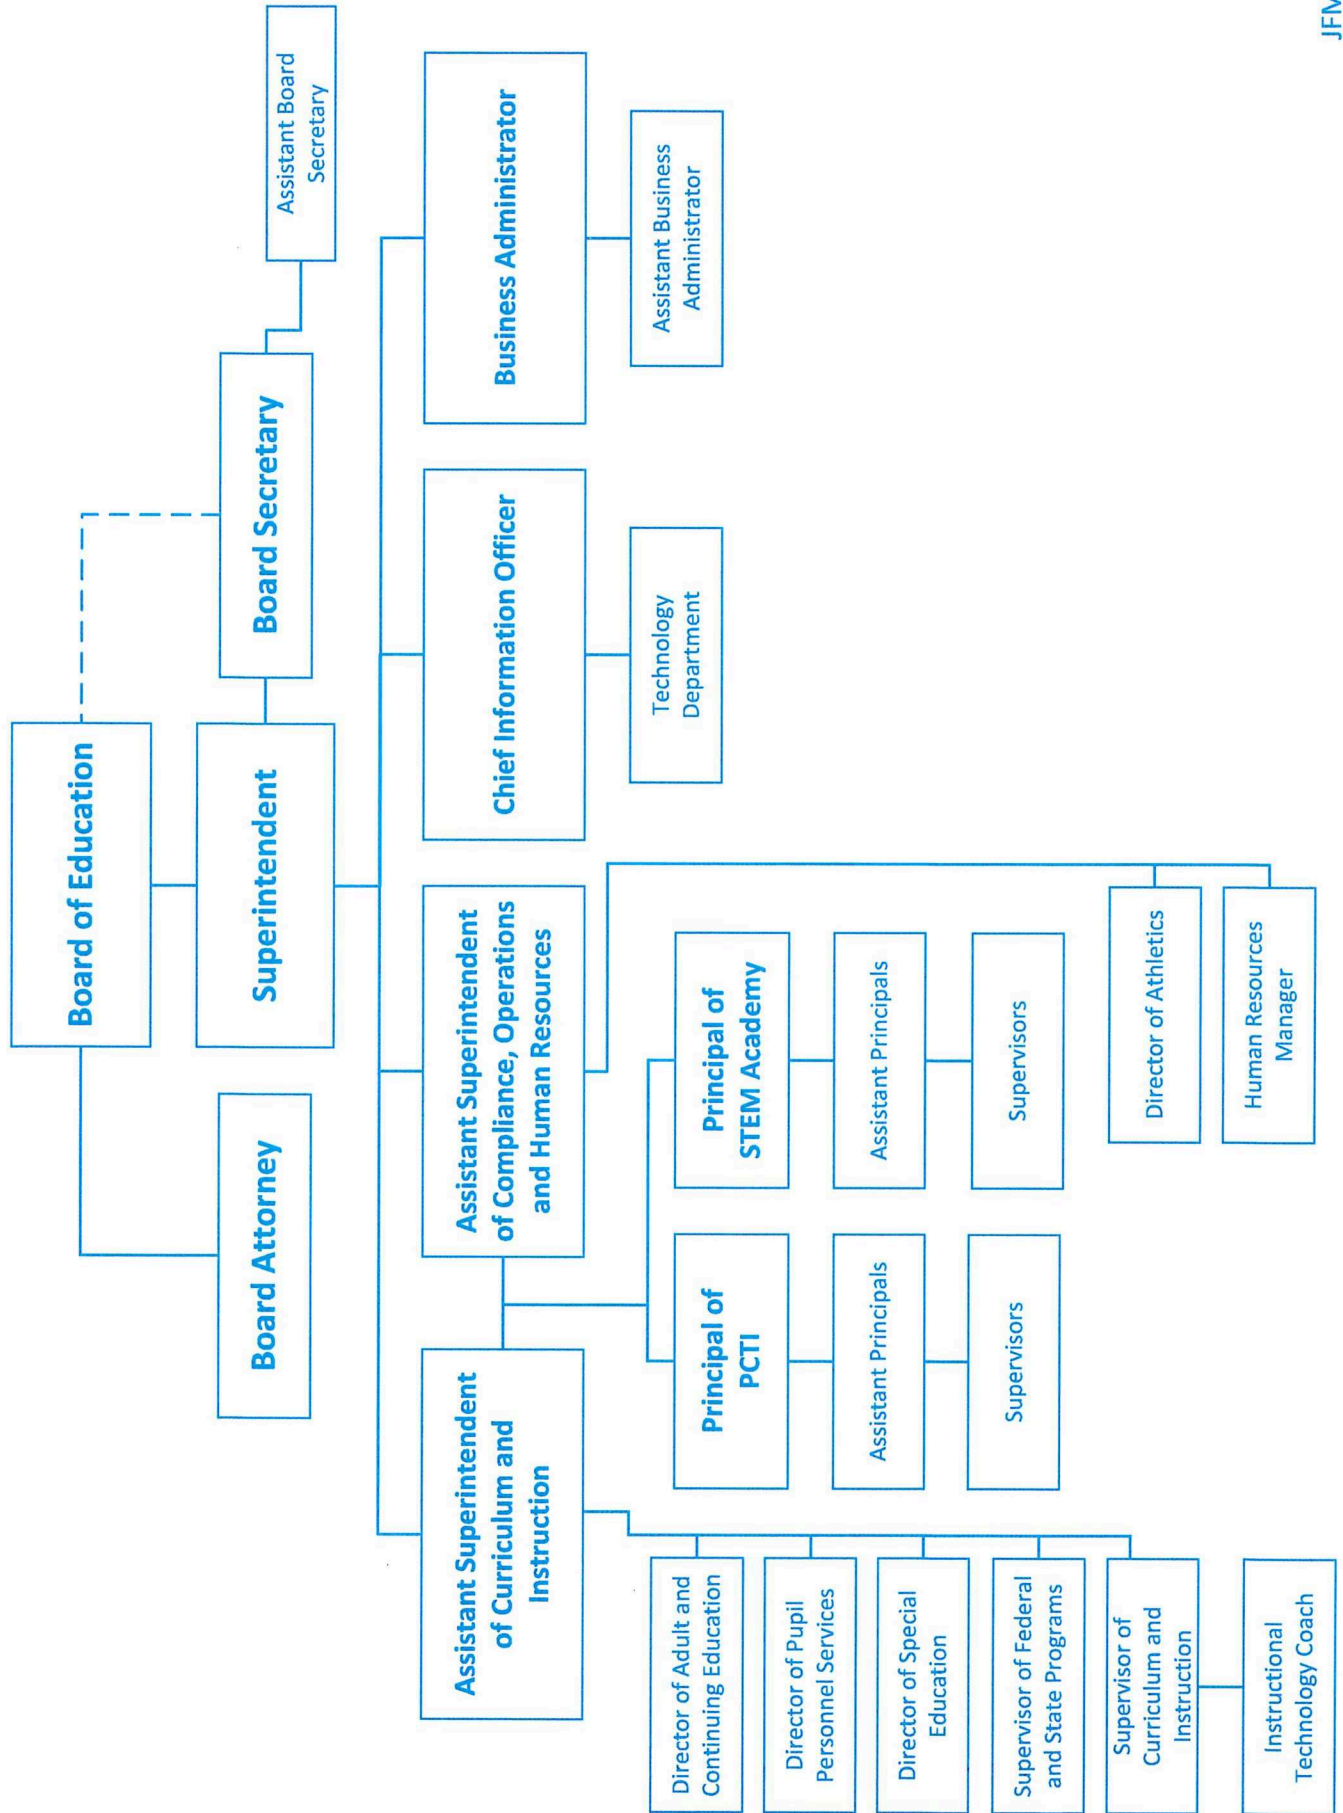 Board of Education
Board Attorney
Superintendent
Board Secretary
Assistant Board
Secretary
Assistant Superintendent
of Curriculum and
Instruction
Assistant Superintendent
of Compliance, Operations
and Human Resources
Chief Information Officer
Business Administrator
Director of Adult and
Continuing Education
Director of Pupil
Personnel Services
Director of Special
Education
Supervisor of Federal
and State Programs
Supervisor of
Curriculum and
Instruction
Instructional
Technology Coach
Principal of
PCTI
Assistant Principals
Supervisors
Principal of
STEM Academy
Assistant Principals
Supervisors
Director of Athletics
Human Resources
Manager
Technology
Department
Assistant Business
Administrator